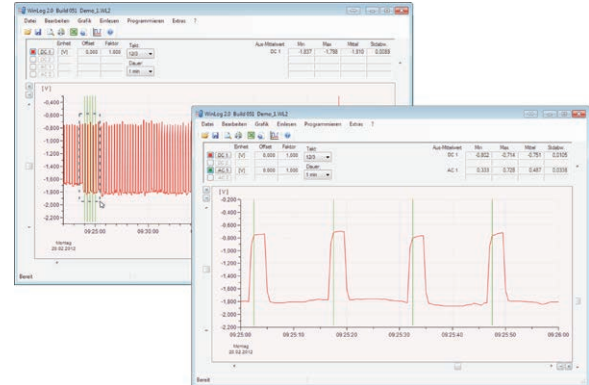 WinLog 2.0 Build 051 Demo_1.WL2
Datei Bearbeiten Grafik Einlesen Programmieren Extras ?
Einheit Offset Faktor Takt
Aus-Mittelwert Min Max Mittel Stdabw.
DC 1 [V] 0,000 1,000 12/3
DC 1
Dauer:
1 min
[V]
-0,400
-0,600
-0,800
-1,000
-1,200
-1,400
-1,600
-1,800
-2,000
-2,200
09:25:00 09:30:00
Montag
20.02.2012
Bereit
WinLog 2.0 Build 051 Demo_1.WL2
Datei Bearbeiten Grafik Einlesen Programmieren Extras ?
Einheit Offset Faktor Takt
Aus-Mittelwert Min Max Mittel Stdabw.
DC 1 [V] 0,000 1,000 12/3
DC 1 -0,802 -0,714 -0,751 0,0105
Dauer:
AC 1 [V] 0,000 1,000 1 min
AC 1
[V]
-0,200
-0,400
-0,600
-0,800
-1,000
-1,200
-1,400
-1,600
-1,800
-2,000
-2,200
09:25:00 09:25:10 09:25:20 09:25:30 09:25:40 09:25:50 09:26:00
Montag
20.02.2012
Bereit